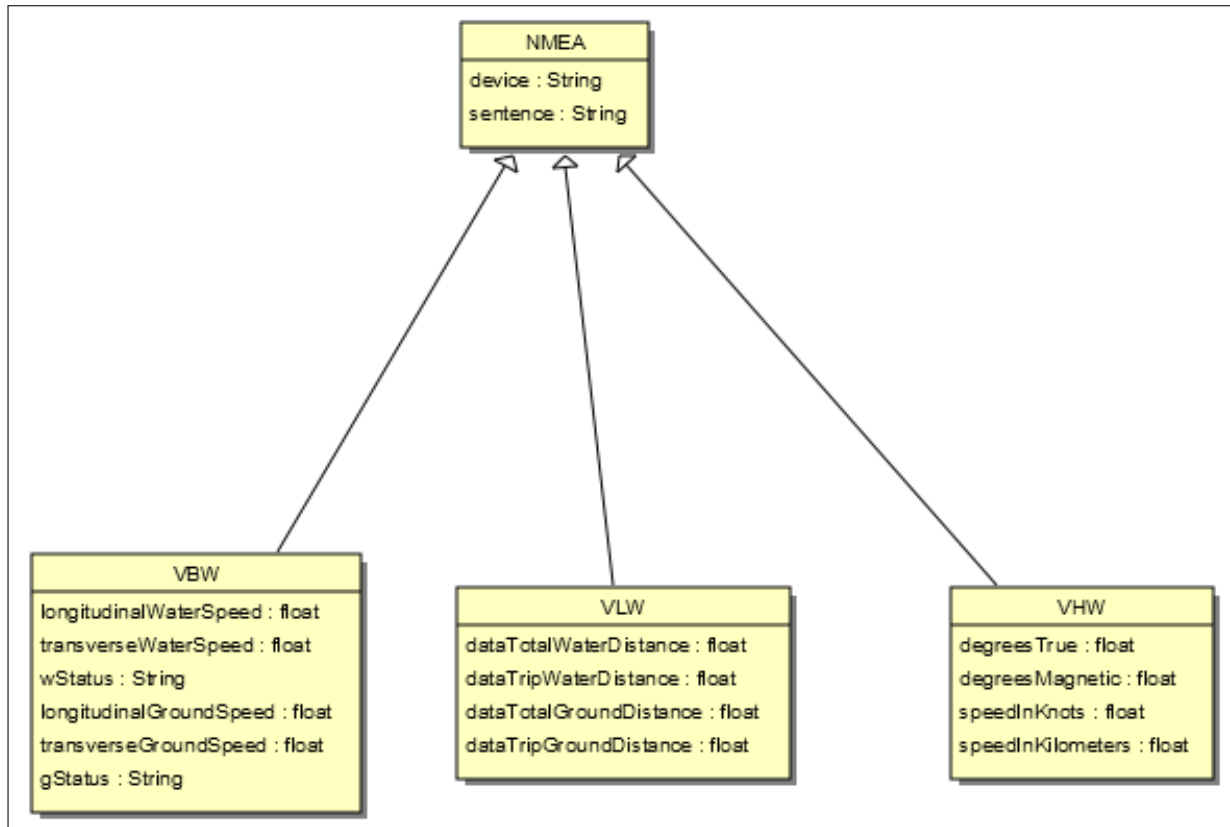 NMEA
device : String
sentence : String
VBW
longitudinalWaterSpeed : float
transverseWaterSpeed : float
wStatus : String
longitudinalGroundSpeed : float
transverseGroundSpeed : float
gStatus : String
VLW
dataTotalWaterDistance : float
dataTripWaterDistance : float
dataTotalGroundDistance : float
dataTripGroundDistance : float
VHW
degreesTrue : float
degreesMagnetic : float
speedInKnots : float
speedInKilometers : float